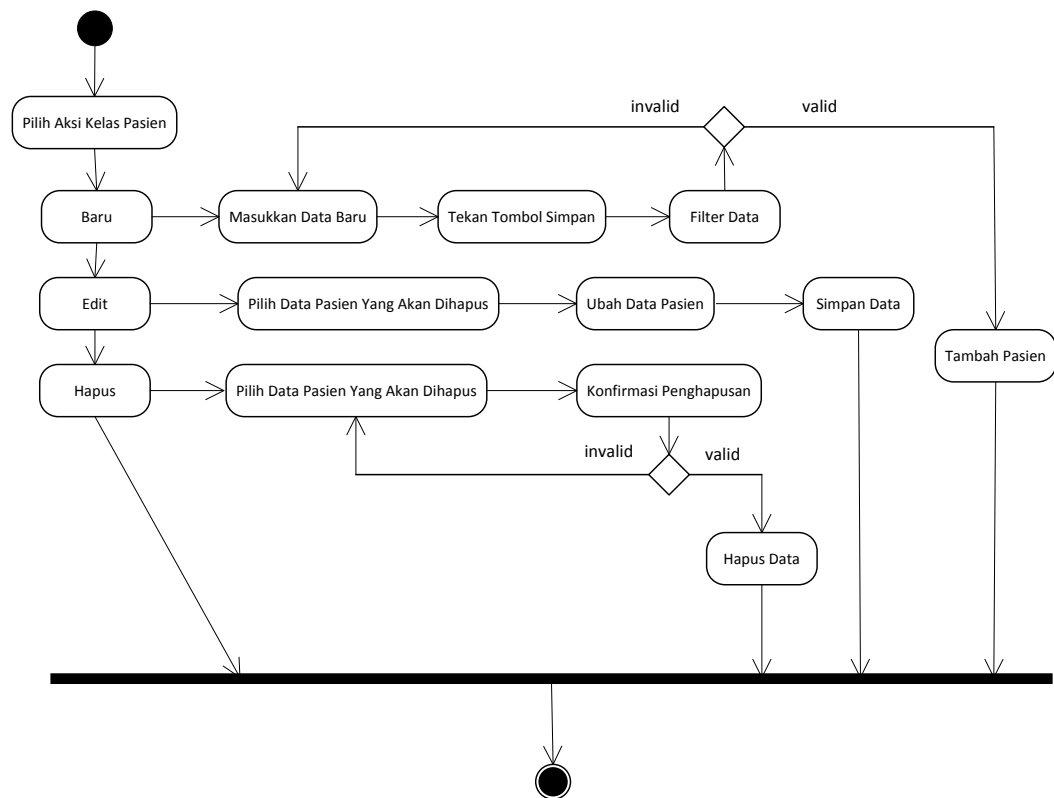 invalid
valid
Pilih Aksi Kelas Pasien
Baru
Masukkan Data Baru
Tekan Tombol Simpan
Filter Data
Edit
Pilih Data Pasien Yang Akan Dihapus
Ubah Data Pasien
Simpan Data
Tambah Pasien
Hapus
Pilih Data Pasien Yang Akan Dihapus
Konfirmasi Penghapusan
invalid
valid
Hapus Data